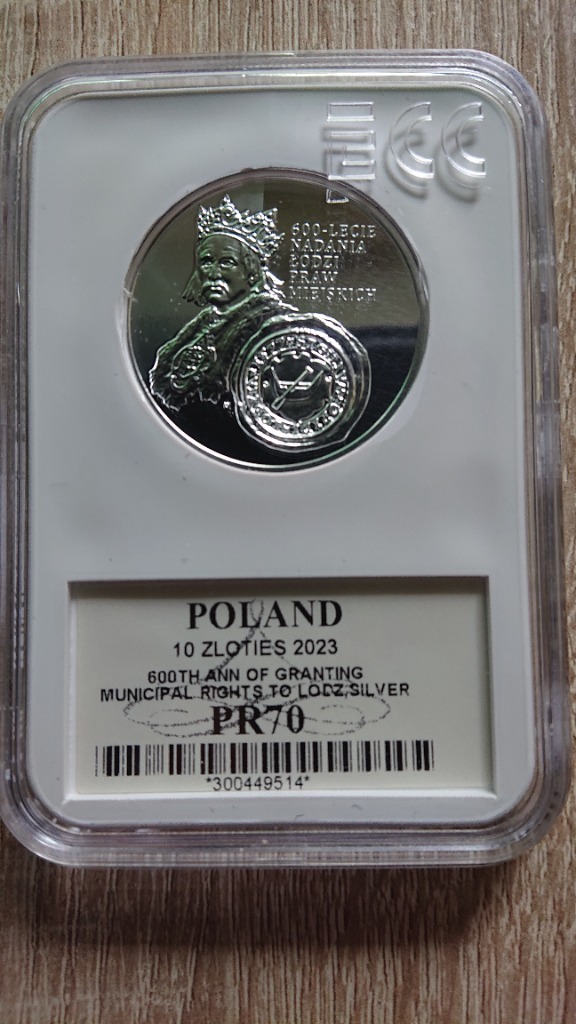 ECC
600-LECIE
NADANIA
ŁODZI
PRAW
MIEJSKICH
POLAND
10 ZLOTIES 2023
600TH ANN OF GRANTING
MUNICIPAL RIGHTS TO LODZ,SILVER
PR70
*300449514*